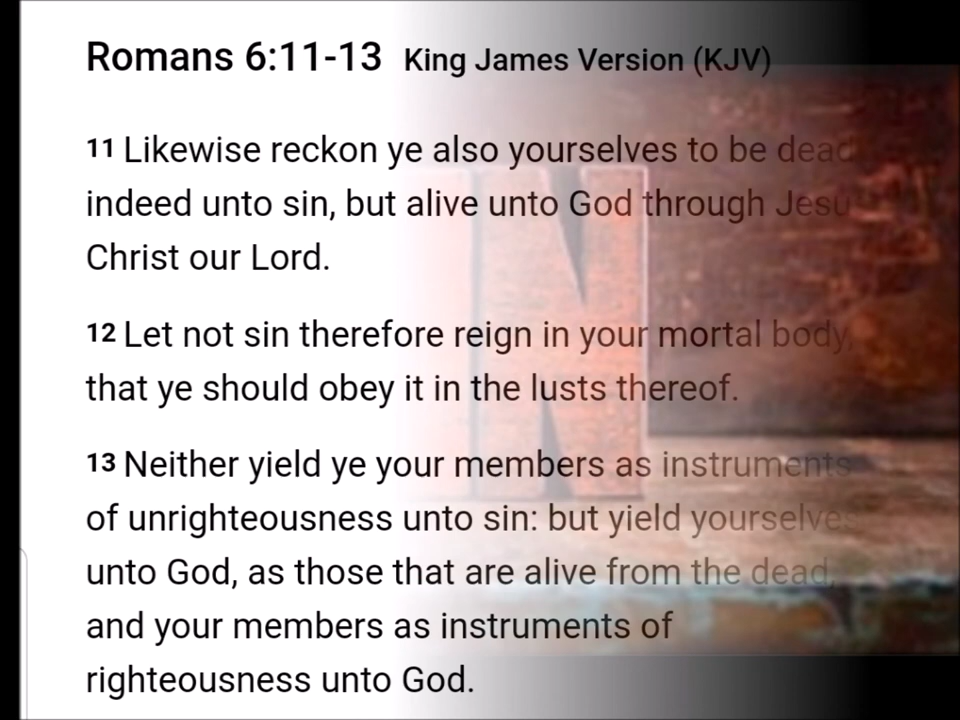 Romans 6:11-13 King James Version (KJV)
11 Likewise reckon ye also yourselves to be dead
indeed unto sin, but alive unto God through Jesu
Christ our Lord.
12 Let not sin therefore reign in your mortal body,
that ye should obey it in the lusts thereof.
13 Neither yield ye your members as instruments
of unrighteousness unto sin: but yield yourselves
unto God, as those that are alive from the dead,
and your members as instruments of
righteousness unto God.
N